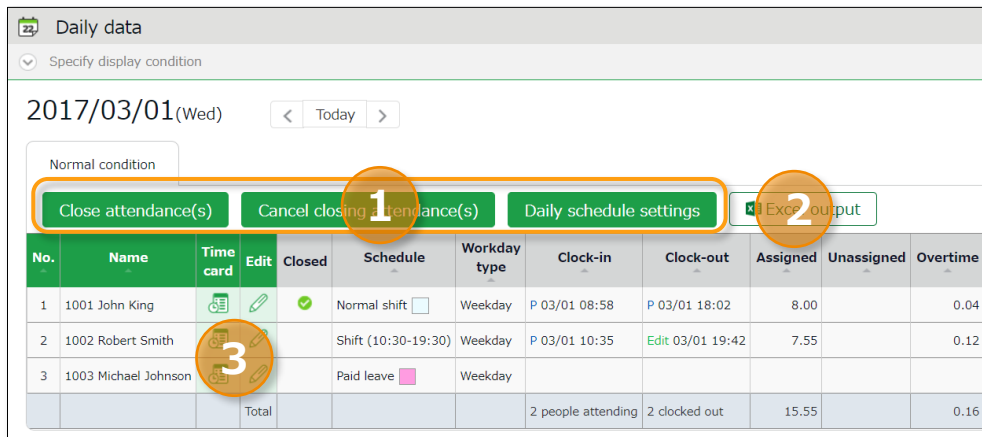 22 Daily data
Specify display condition
2017/03/01(Wed) < Today >
Normal condition
Close attendance(s) Cancel closing attendance(s) Daily schedule settings Excel output
1 2
No. Name Time card Edit Closed Schedule Workday type Clock-in Clock-out Assigned Unassigned Overtime
1 1001 John King Normal shift Weekday P 03/01 08:58 P 03/01 18:02 8.00 0.04
2 1002 Robert Smith Shift (10:30-19:30) Weekday P 03/01 10:35 Edit 03/01 19:42 7.55 0.12
3
3 1003 Michael Johnson Paid leave Weekday
Total 2 people attending 2 clocked out 15.55 0.16